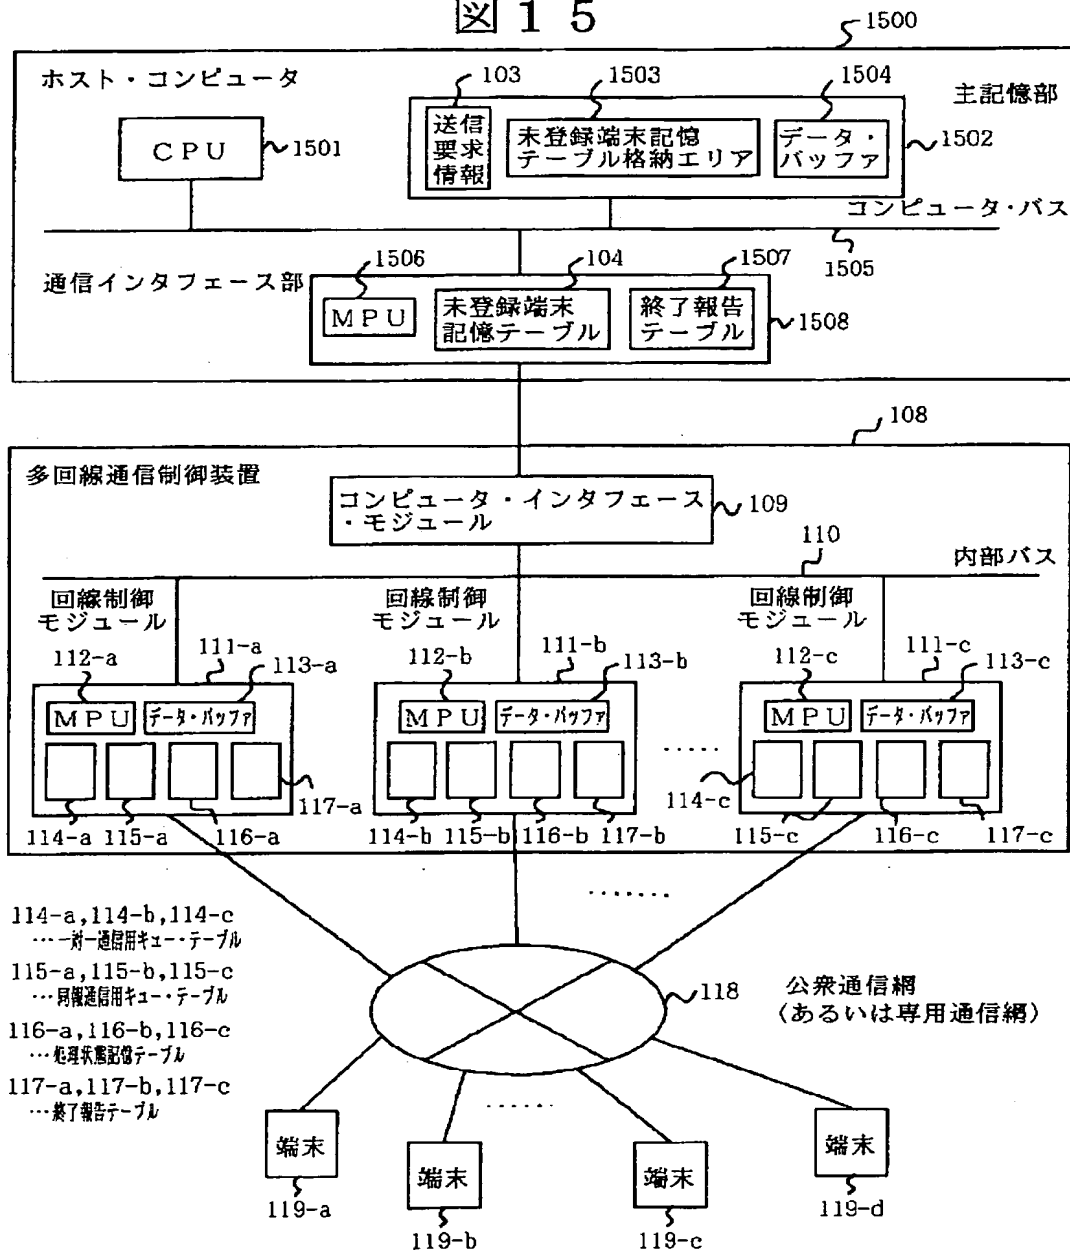 図１５
1500
ホスト・コンピュータ
103
1503
1504
主記憶部
CPU
1501
送信
要求
情報
未登録端末記憶
テーブル格納エリア
データ・
バッファ
1502
コンピュータ・バス
1505
通信インタフェース部
1506
104
1507
MPU
未登録端末
記憶テーブル
終了報告
テーブル
1508
108
多回線通信制御装置
コンピュータ・インタフェース
・モジュール
109
110
内部バス
回線制御
モジュール
回線制御
モジュール
回線制御
モジュール
112-a
111-a
113-a
112-b
111-b
113-b
112-c
111-c
113-c
MPU
データ・バッファ
MPU
データ・バッファ
MPU
データ・バッファ
.....
114-a
115-a
116-a
117-a
114-b
115-b
116-b
117-b
114-c
115-c
116-c
117-c
.......
114-a,114-b,114-c
…一対一通信用キュー・テーブル
115-a,115-b,115-c
…同報通信用キュー・テーブル
116-a,116-b,116-c
…処理状態記憶テーブル
117-a,117-b,117-c
…終了報告テーブル
118
公衆通信網
(あるいは専用通信網)
......
端末
端末
端末
端末
119-a
119-b
119-c
119-d